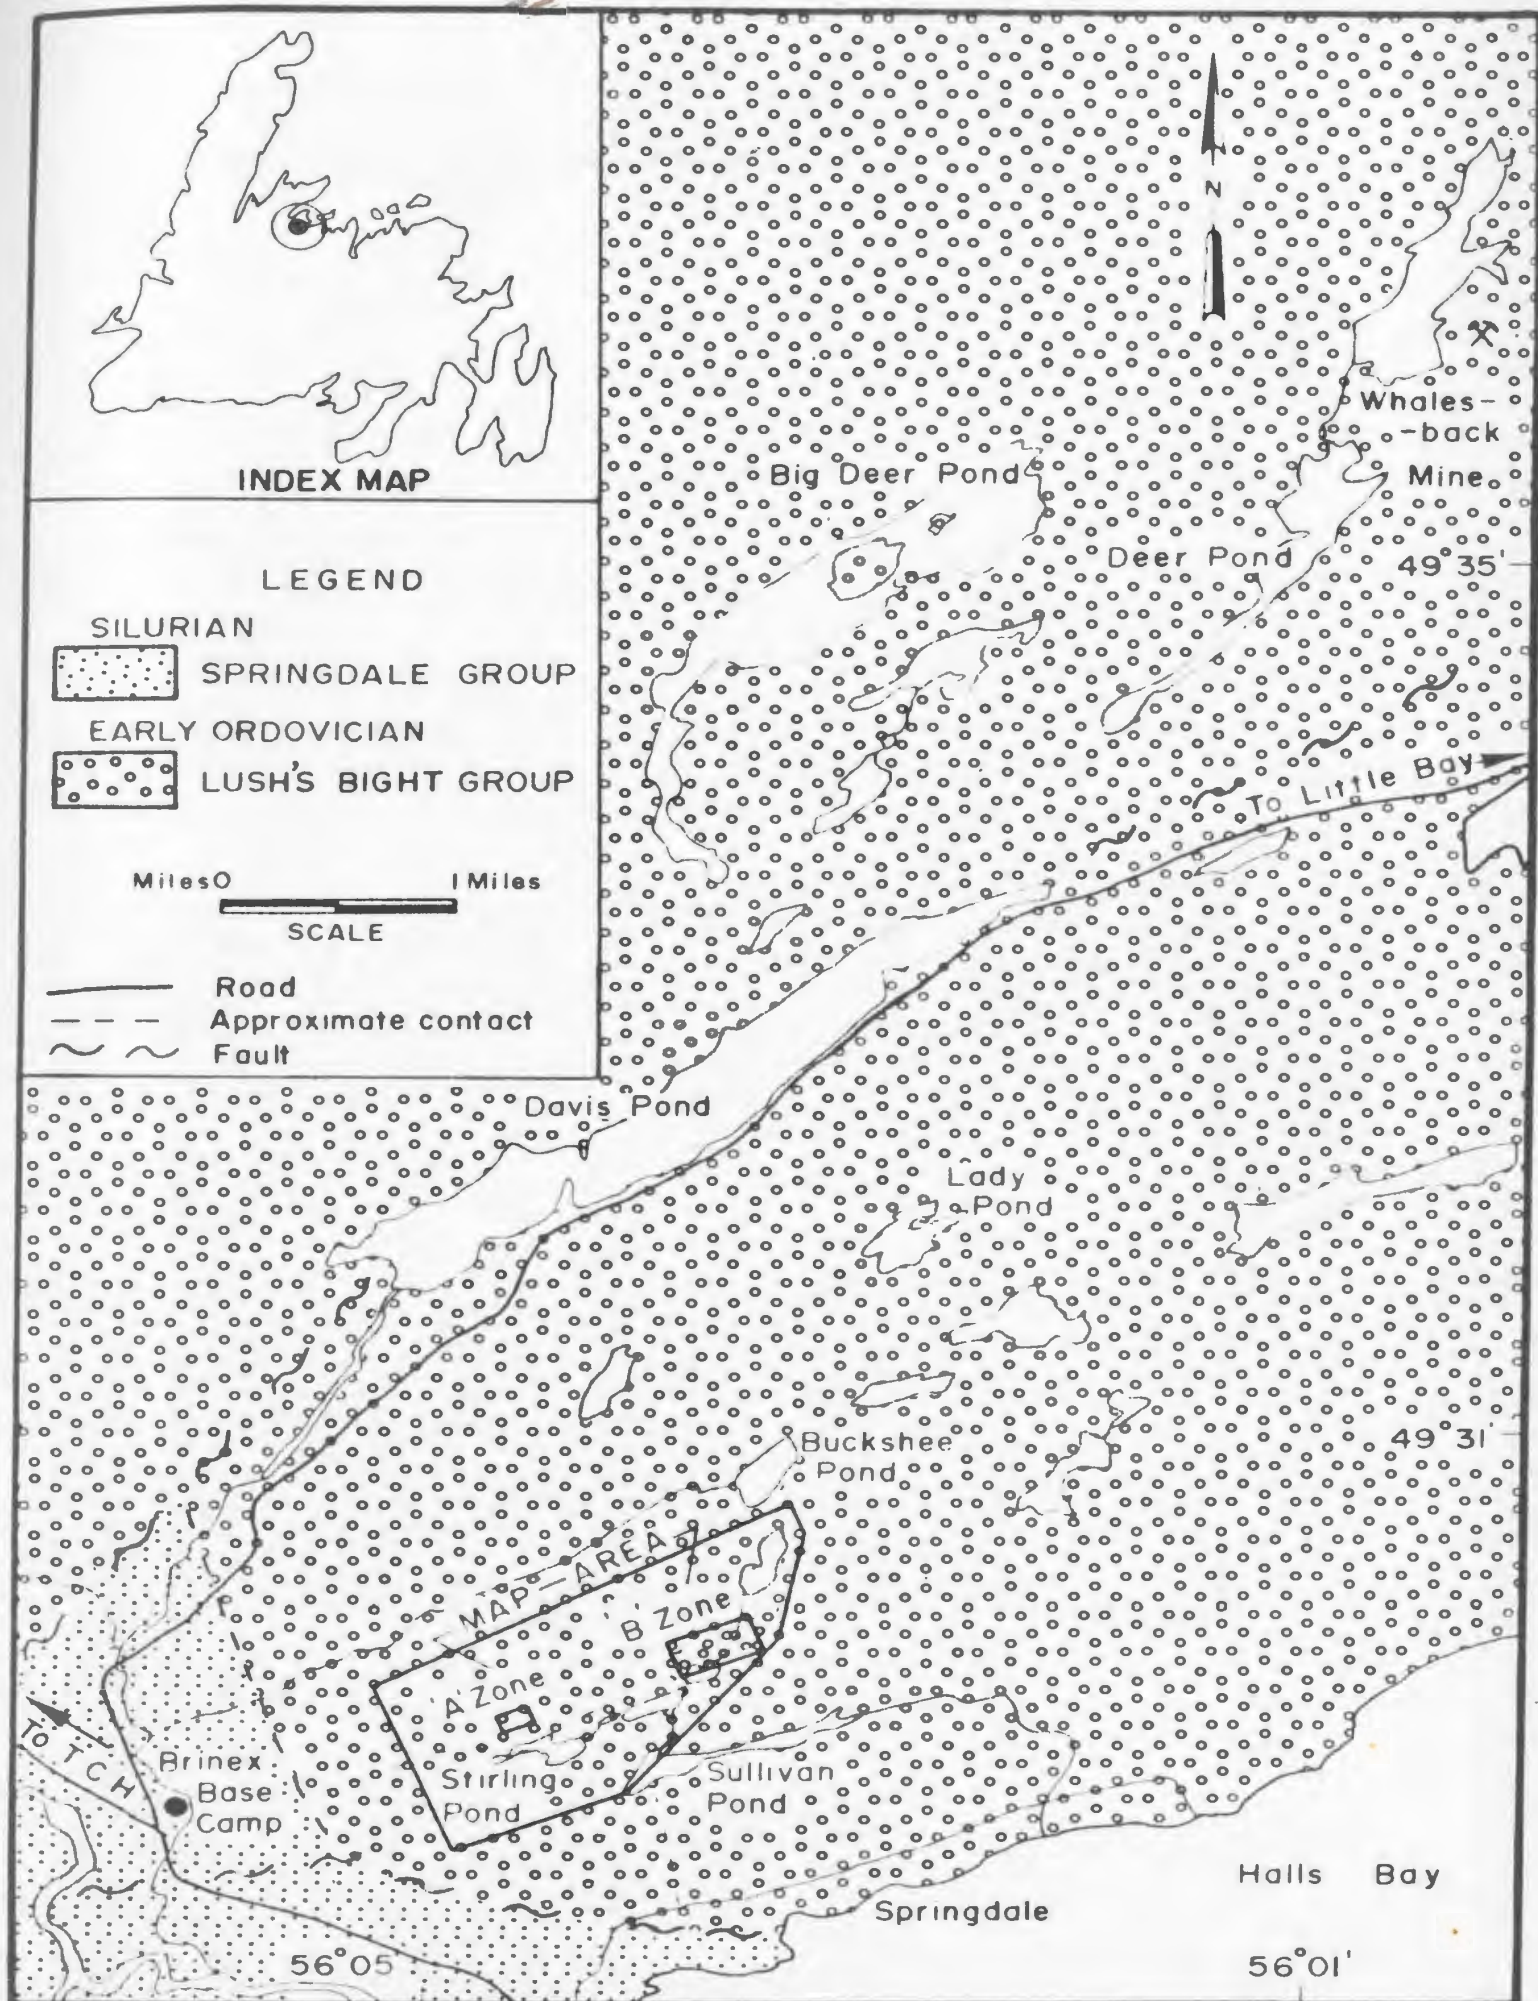 INDEX MAP
LEGEND
SILURIAN
SPRINGDALE GROUP
EARLY ORDOVICIAN
LUSH'S BIGHT GROUP
Miles 0 1 Miles
SCALE
Road
Approximate contact
Fault
N
Whales-
-back
Mine
Big Deer Pond
Deer Pond
49°35'
To Little Bay
Davis Pond
Lady
Pond
49°31'
Buckshee
Pond
MAP-AREA
'B' Zone
'A' Zone
Stirling
Pond
Sullivan
Pond
To TCH
Brinex
Base
Camp
Halls Bay
Springdale
56°05'
56°01'